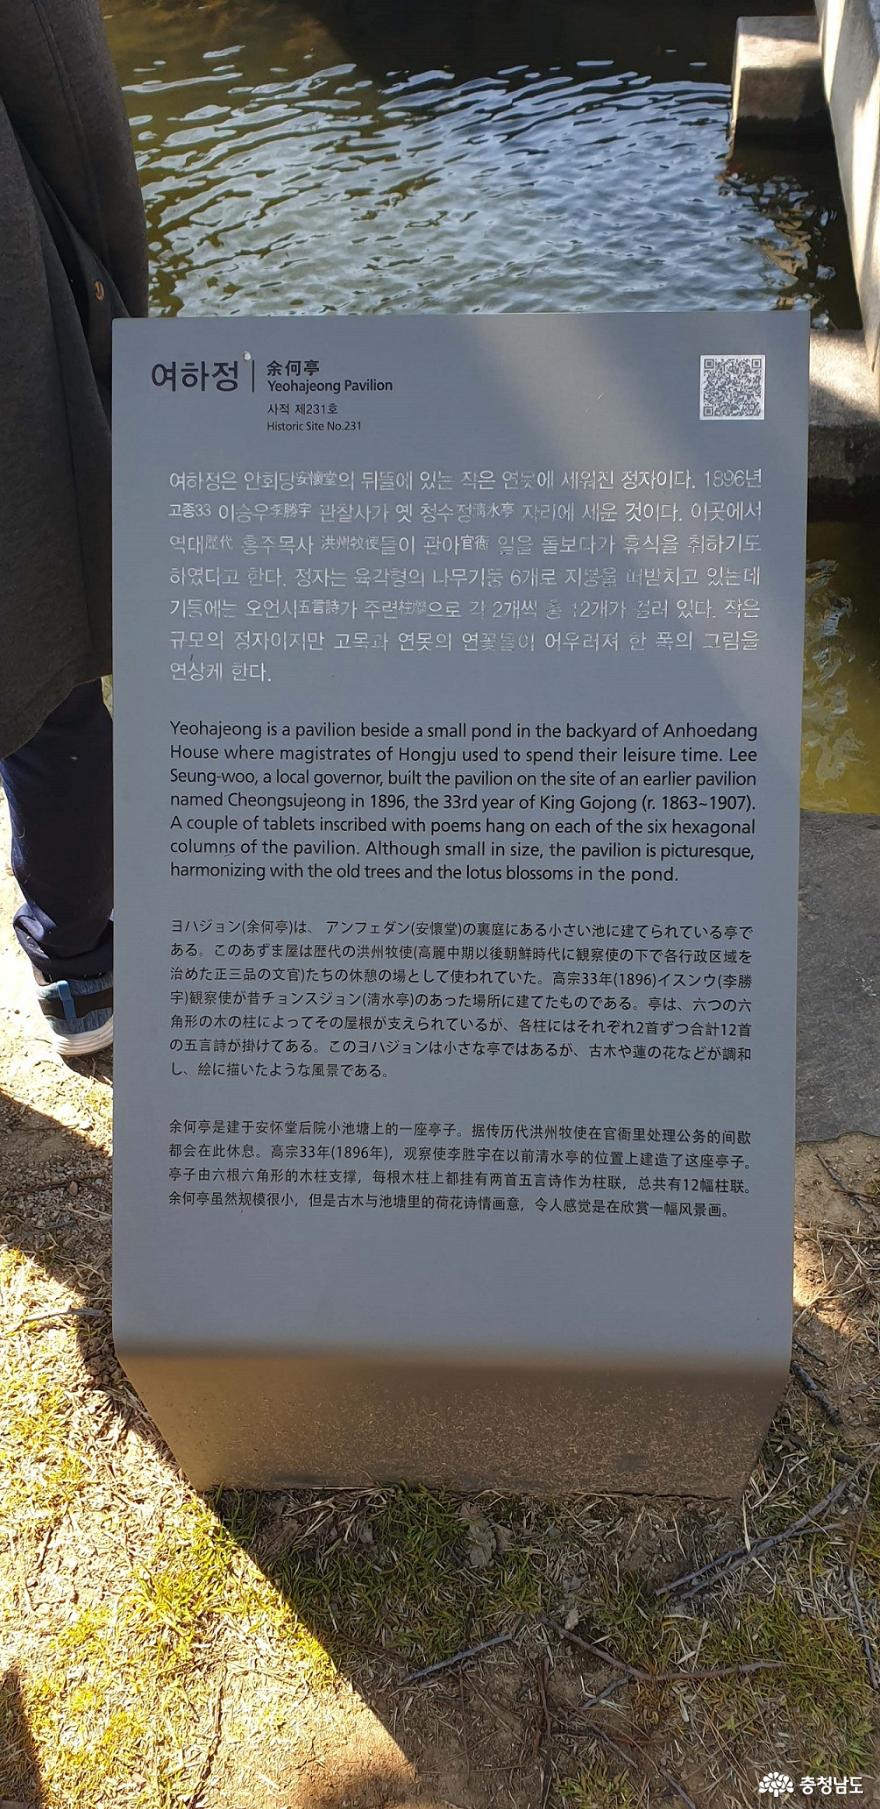 여하정
余何亭
Yeohajeong Pavilion
사적 제231호
Historic Site No.231
여하정은 안회당安懷堂의 뒤뜰에 있는 작은 연못에 세워진 정자이다. 1896년
고종33 이승우李勝宇 관찰사가 옛 청수정淸水亭 자리에 세운 것이다. 이곳에서
역대歷代 홍주목사 洪州牧使들이 관아官衙 일을 돌보다가 휴식을 취하기도
하였다고 한다. 정자는 육각형의 나무기둥 6개로 지붕을 떠받치고 있는데
기둥에는 오언시五言詩가 주련柱聯으로 각 2개씩 총 12개가 걸려 있다. 작은
규모의 정자이지만 고목과 연못의 연꽃들이 어우러져 한 폭의 그림을
연상케 한다.
Yeohajeong is a pavilion beside a small pond in the backyard of Anhoedang
House where magistrates of Hongju used to spend their leisure time. Lee
Seung-woo, a local governor, built the pavilion on the site of an earlier pavilion
named Cheongsujeong in 1896, the 33rd year of King Gojong (r. 1863~1907).
A couple of tablets inscribed with poems hang on each of the six hexagonal
columns of the pavilion. Although small in size, the pavilion is picturesque,
harmonizing with the old trees and the lotus blossoms in the pond.
ヨハジョン(余何亭)は、 アンフェダン(安懷堂)の裏庭にある小さい池に建てられている亭で
ある。このあずま屋は歴代の洪州牧使(高麗中期以後朝鮮時代に観察使の下で各行政区域を
治めた正三品の文官)たちの休憩の場として使われていた。高宗33年(1896)イスンウ(李勝
宇)観察使が昔チョンスジョン(淸水亭)のあった場所に建てたものである。亭は、六つの六
角形の木の柱によってその屋根が支えられているが、各柱にはそれぞれ2首ずつ合計12首
の五言詩が掛けてある。このヨハジョンは小さな亭ではあるが、古木や蓮の花などが調和
し、絵に描いたような風景である。
余何亭是建于安怀堂后院小池塘上的一座亭子。据传历代洪州牧使在官衙里处理公务的间歇
都会在此休息。高宗33年(1896年)，观察使李胜宇在以前清水亭的位置上建造了这座亭子。
亭子由六根六角形的木柱支撑，每根木柱上都挂有两首五言诗作为柱联，总共有12幅柱联。
余何亭虽然规模很小，但是古木与池塘里的荷花诗情画意，令人感觉是在欣赏一幅风景画。
충청남도